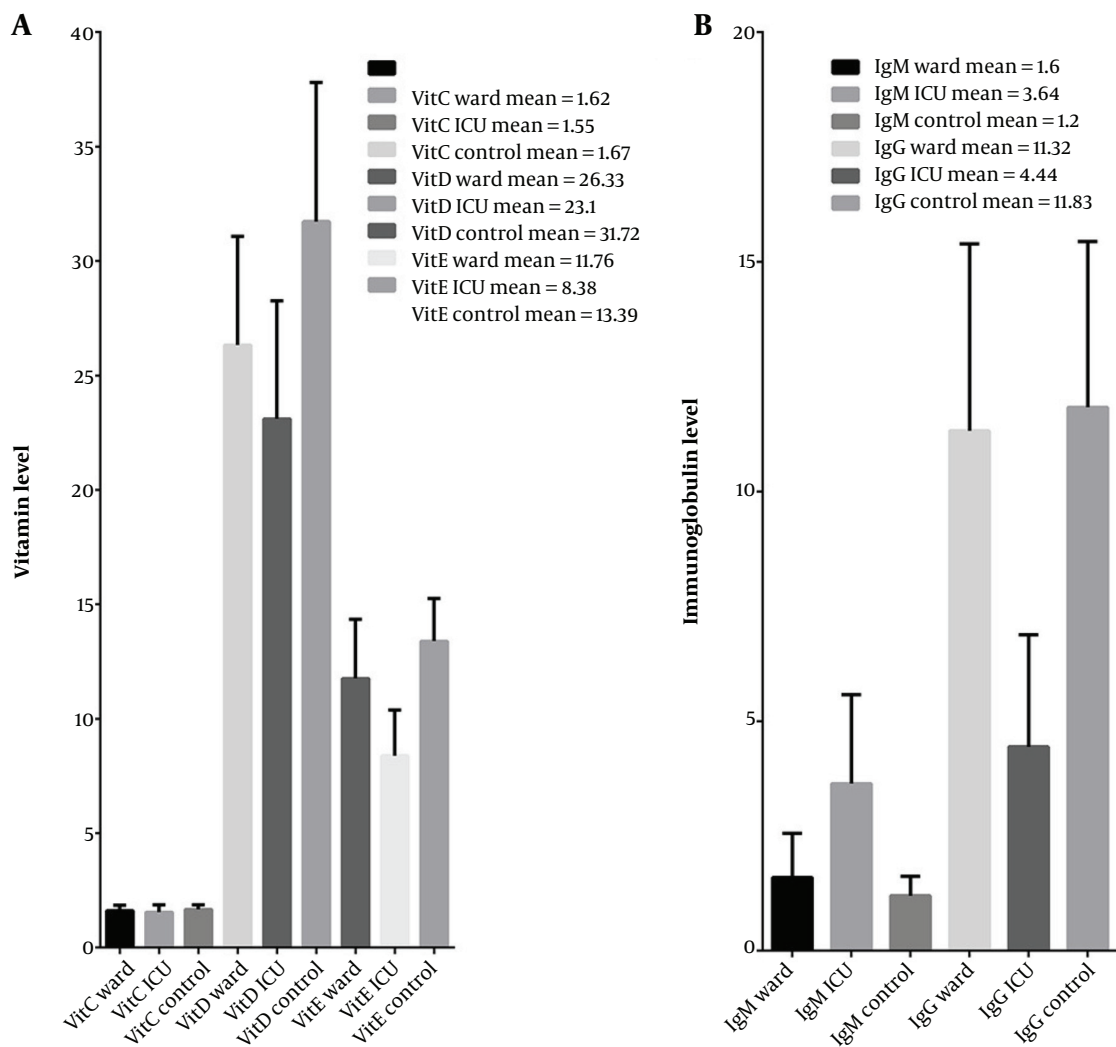 A
Vitamin level
40
35
30
25
20
15
10
5
0
VitC ward mean = 1.62
VitC ICU mean = 1.55
VitC control mean = 1.67
VitD ward mean = 26.33
VitD ICU mean = 23.1
VitD control mean = 31.72
VitE ward mean = 11.76
VitE ICU mean = 8.38
VitE control mean = 13.39
VitC ward
VitC ICU
VitC control
VitD ward
VitD ICU
VitD control
VitE ward
VitE ICU
VitE control
B
Immunoglobulin level
20
15
10
5
0
IgM ward mean = 1.6
IgM ICU mean = 3.64
IgM control mean = 1.2
IgG ward mean = 11.32
IgG ICU mean = 4.44
IgG control mean = 11.83
IgM ward
IgM ICU
IgM control
IgG ward
IgG ICU
IgG control